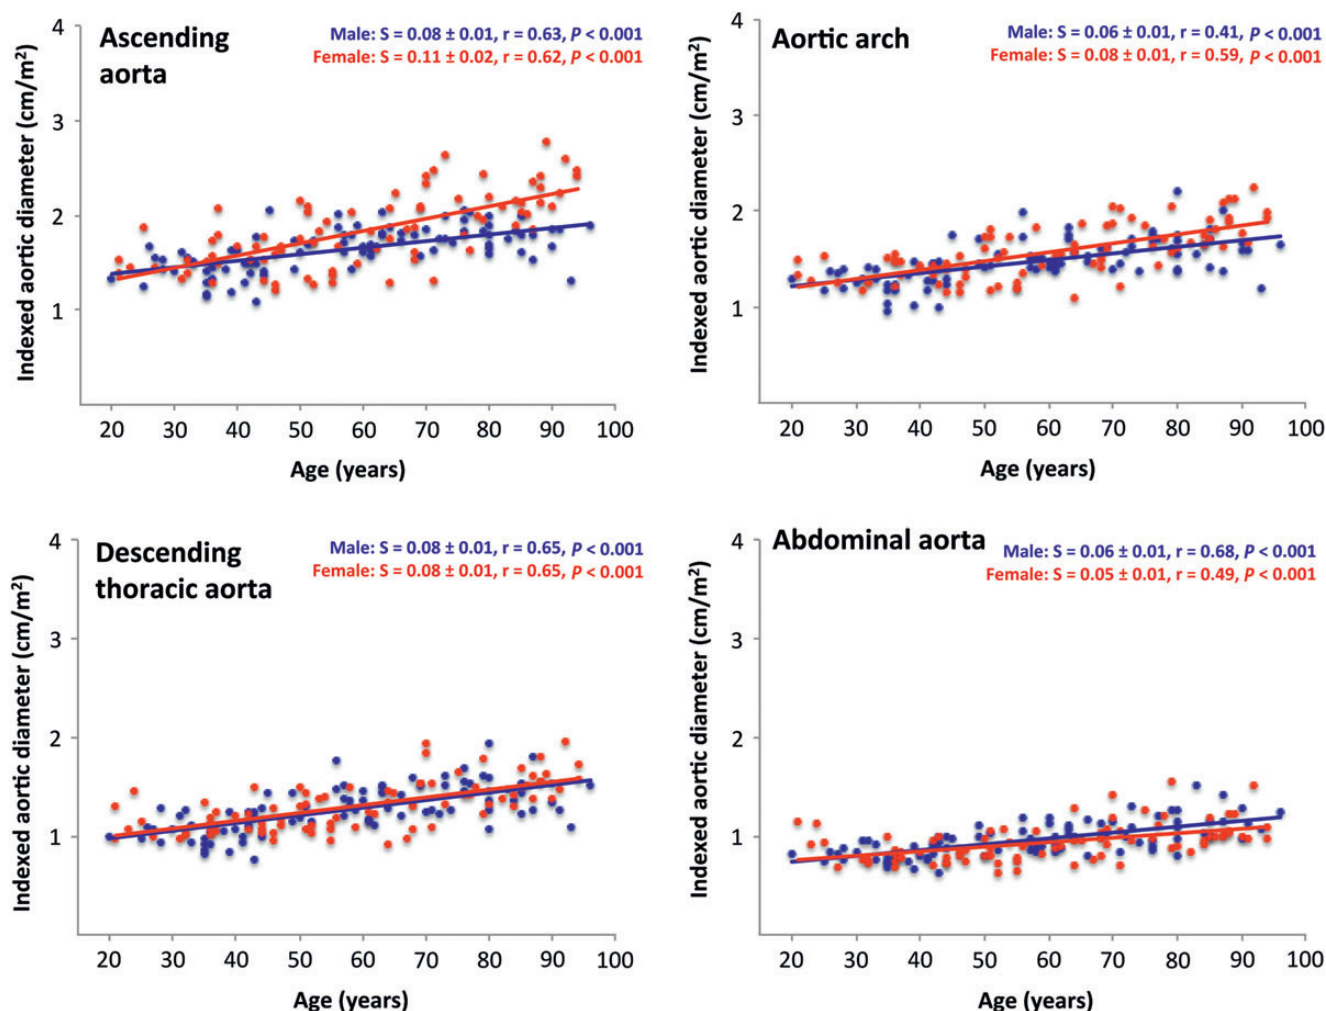 Ascending
aorta
Male: S = 0.08 ± 0.01, r = 0.63, P < 0.001
Female: S = 0.11 ± 0.02, r = 0.62, P < 0.001
Indexed aortic diameter (cm/m²)
4
3
2
1
20 30 40 50 60 70 80 90 100
Age (years)
Aortic arch
Male: S = 0.06 ± 0.01, r = 0.41, P < 0.001
Female: S = 0.08 ± 0.01, r = 0.59, P < 0.001
Indexed aortic diameter (cm/m²)
4
3
2
1
20 30 40 50 60 70 80 90 100
Age (years)
Descending
thoracic aorta
Male: S = 0.08 ± 0.01, r = 0.65, P < 0.001
Female: S = 0.08 ± 0.01, r = 0.65, P < 0.001
Indexed aortic diameter (cm/m²)
4
3
2
1
20 30 40 50 60 70 80 90 100
Age (years)
Abdominal aorta
Male: S = 0.06 ± 0.01, r = 0.68, P < 0.001
Female: S = 0.05 ± 0.01, r = 0.49, P < 0.001
Indexed aortic diameter (cm/m²)
4
3
2
1
20 30 40 50 60 70 80 90 100
Age (years)